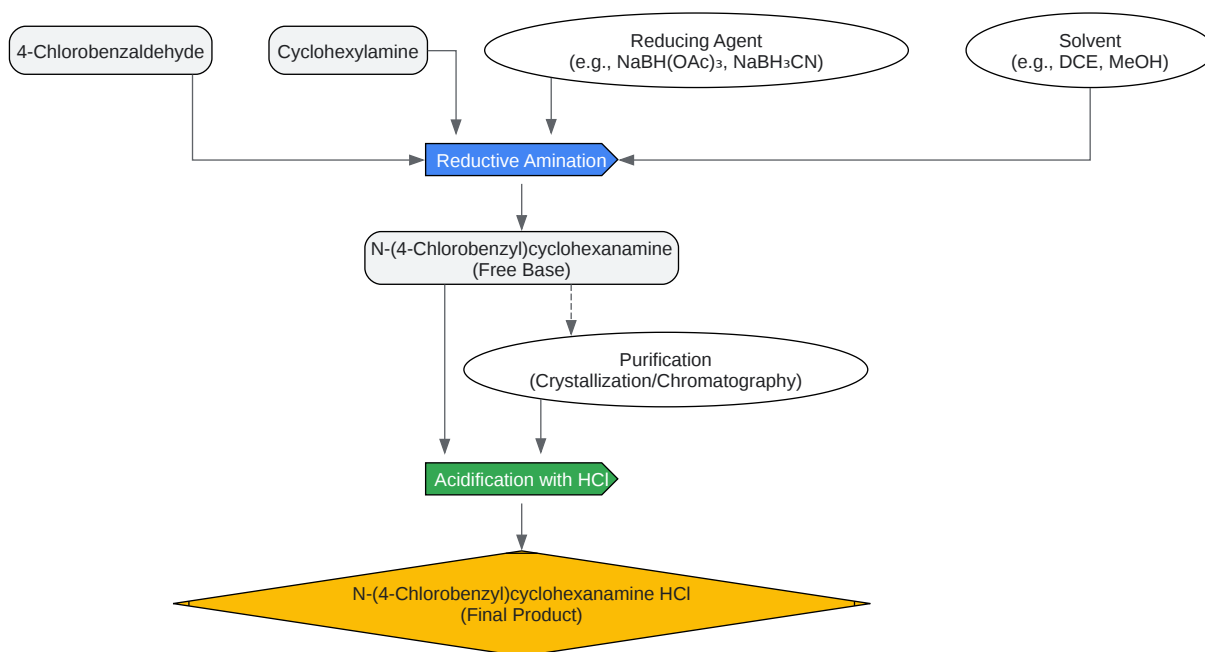 4-Chlorobenzaldehyde
Cyclohexylamine
Reducing Agent
(e.g., NaBH(OAc)₃, NaBH₃CN)
Solvent
(e.g., DCE, MeOH)
Reductive Amination
N-(4-Chlorobenzyl)cyclohexanamine
(Free Base)
Purification
(Crystallization/Chromatography)
Acidification with HCl
N-(4-Chlorobenzyl)cyclohexanamine HCl
(Final Product)